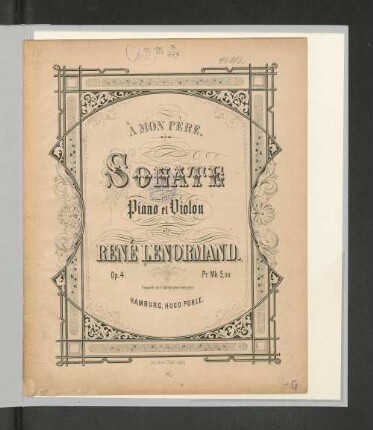 À MON PÈRE.
SONATE
Piano et Violon
RENÉ LENORMAND.
Op. 4. Pr. Mk. 5,00
HAMBURG, HUGO POHLE.